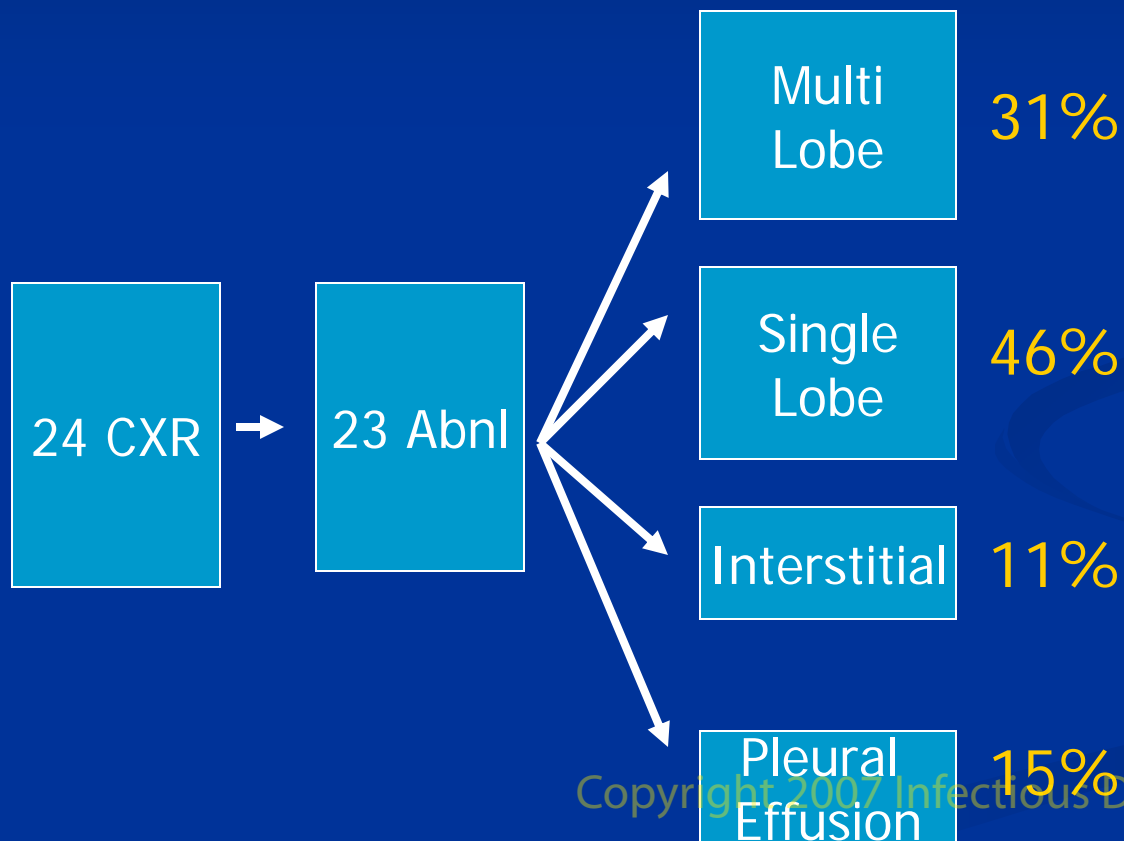 24 CXR
23 Abnl
Multi
Lobe
31%
Single
Lobe
46%
Interstitial
11%
Pleural
Effusion
15%
Copyright 2007 Infectious D